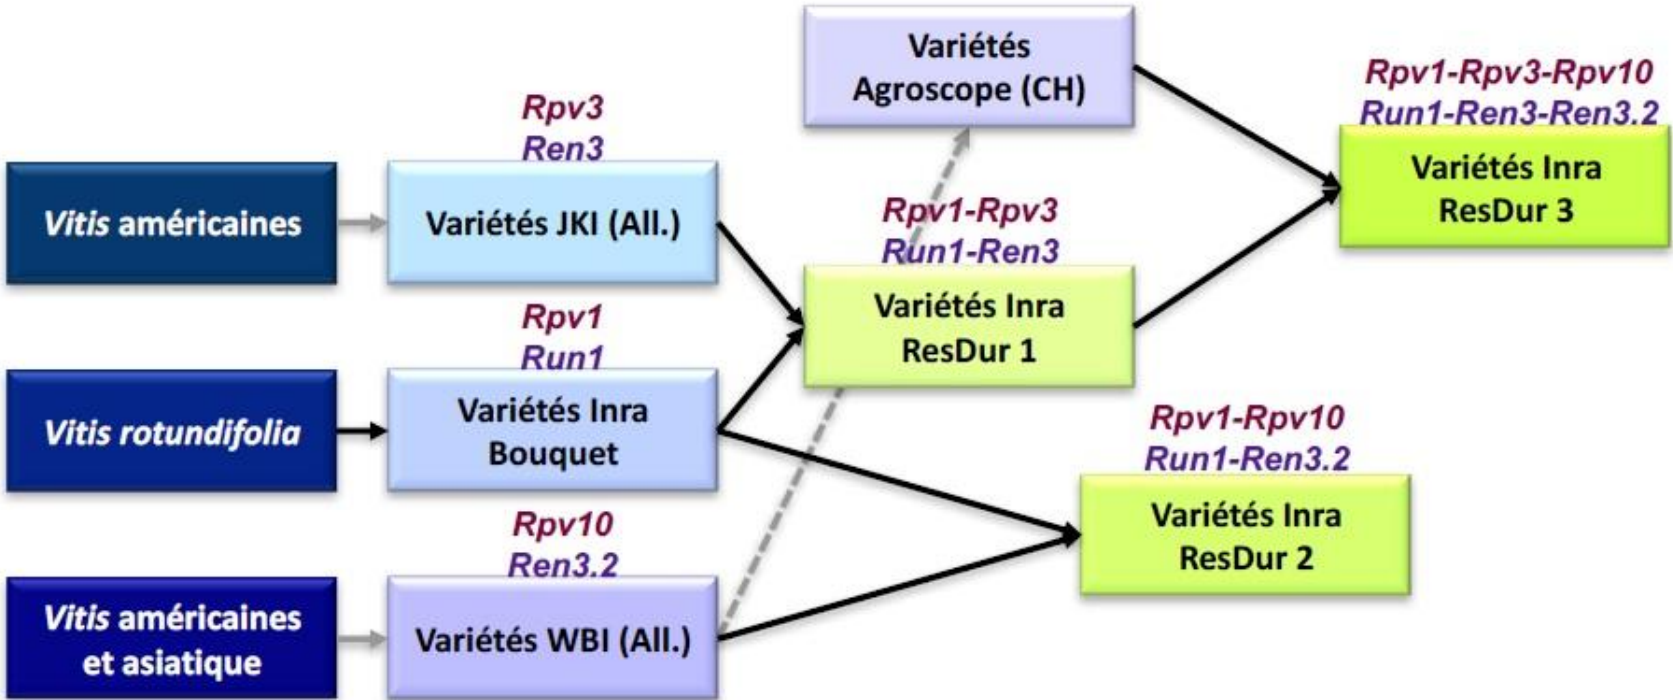 Variétés
Agroscope (CH)
Rpv1-Rpv3-Rpv10
Run1-Ren3-Ren3.2
Variétés Inra
ResDur 3
Rpv3
Ren3
Vitis américaines
Variétés JKI (All.)
Rpv1-Rpv3
Run1-Ren3
Variétés Inra
ResDur 1
Rpv1
Run1
Vitis rotundifolia
Variétés Inra
Bouquet
Rpv1-Rpv10
Run1-Ren3.2
Variétés Inra
ResDur 2
Rpv10
Ren3.2
Vitis américaines
et asiatique
Variétés WBI (All.)